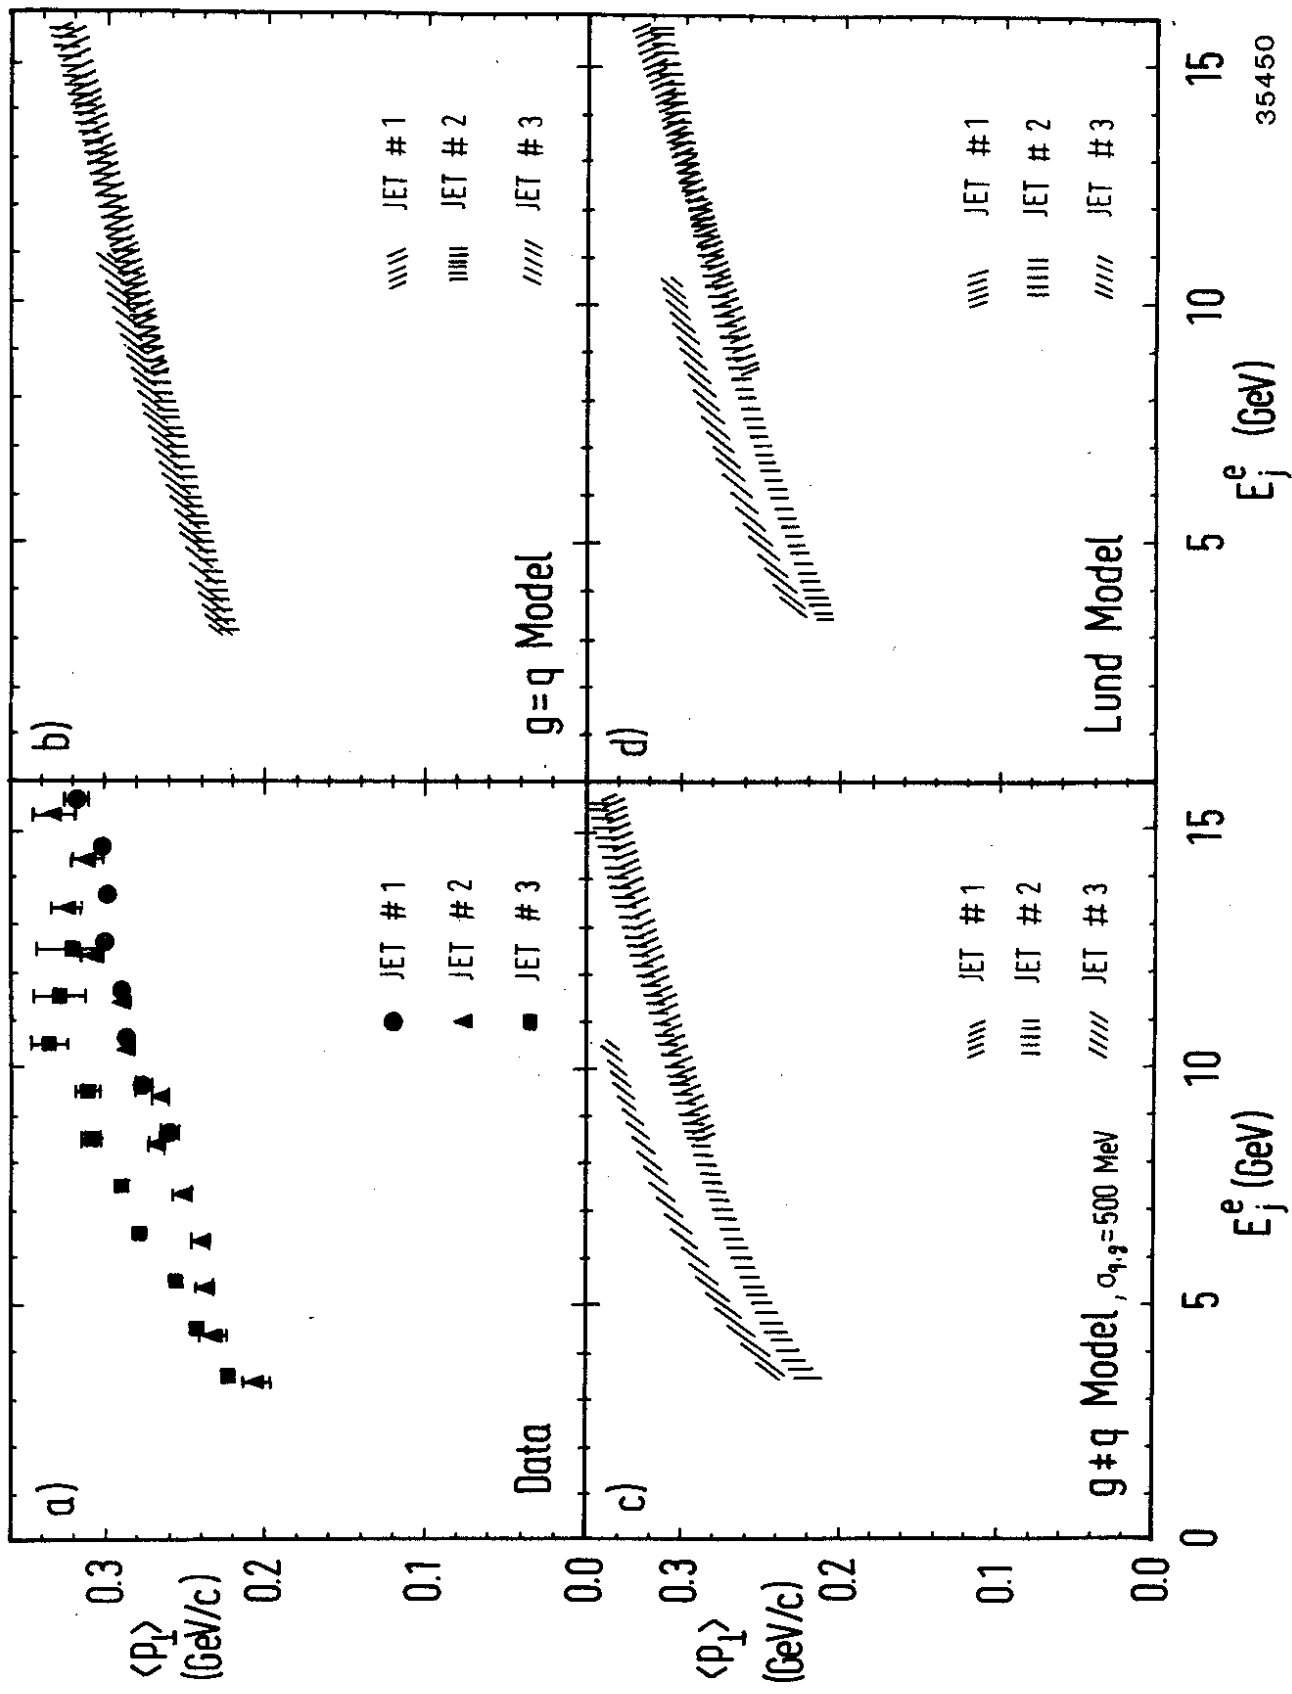 a)
Data
JET #1
JET #2
JET #3
0.3
0.2
0.1
0.0
⟨p⊥⟩
(GeV/c)
b)
g=q Model
JET #1
JET #2
JET #3
c)
g≠q Model, σq,g=500 MeV
JET #1
JET #2
JET #3
0.3
0.2
0.1
0.0
⟨p⊥⟩
(GeV/c)
0
5
10
15
E_j^e (GeV)
d)
Lund Model
JET #1
JET #2
JET #3
5
10
15
E_j^e (GeV)
35450